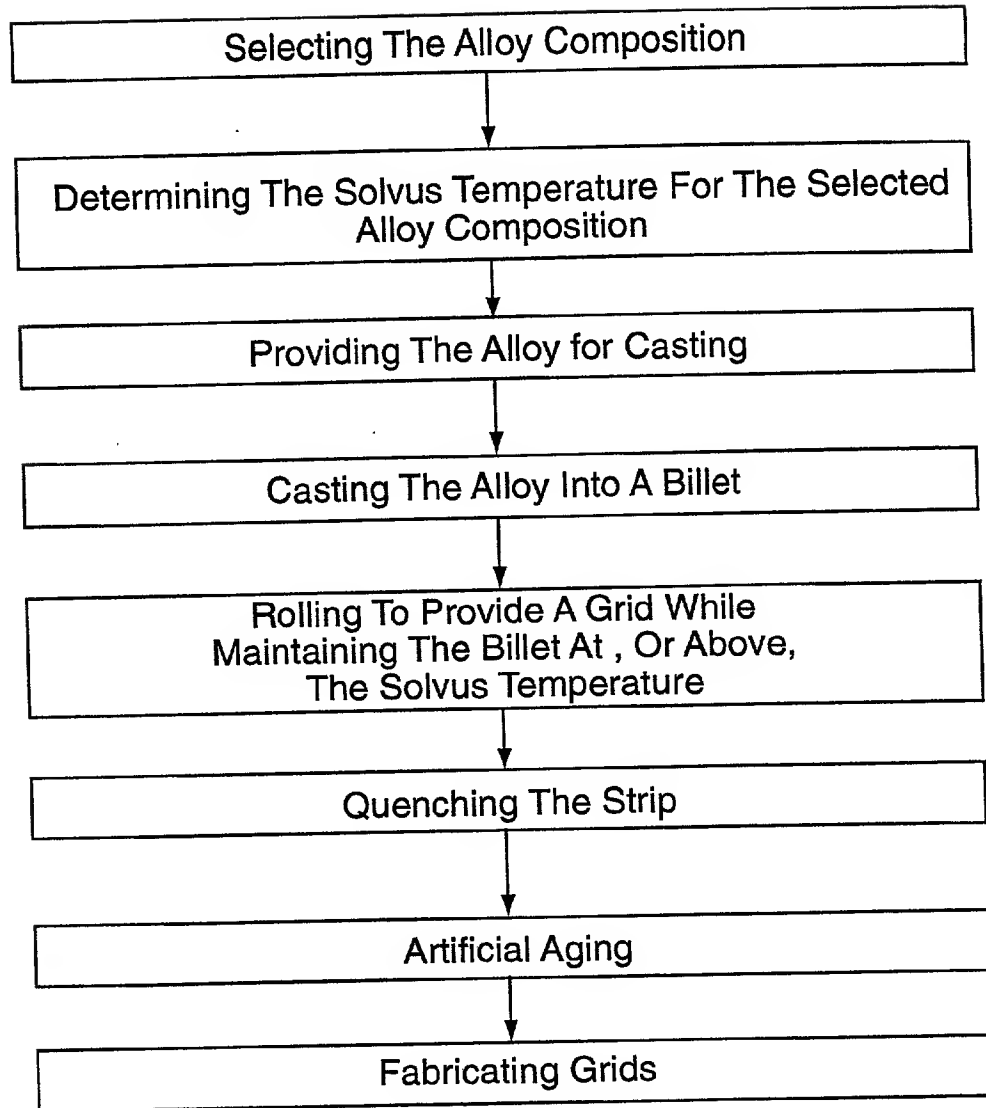 Selecting The Alloy Composition
Determining The Solvus Temperature For The Selected
Alloy Composition
Providing The Alloy for Casting
Casting The Alloy Into A Billet
Rolling To Provide A Grid While
Maintaining The Billet At , Or Above,
The Solvus Temperature
Quenching The Strip
Artificial Aging
Fabricating Grids